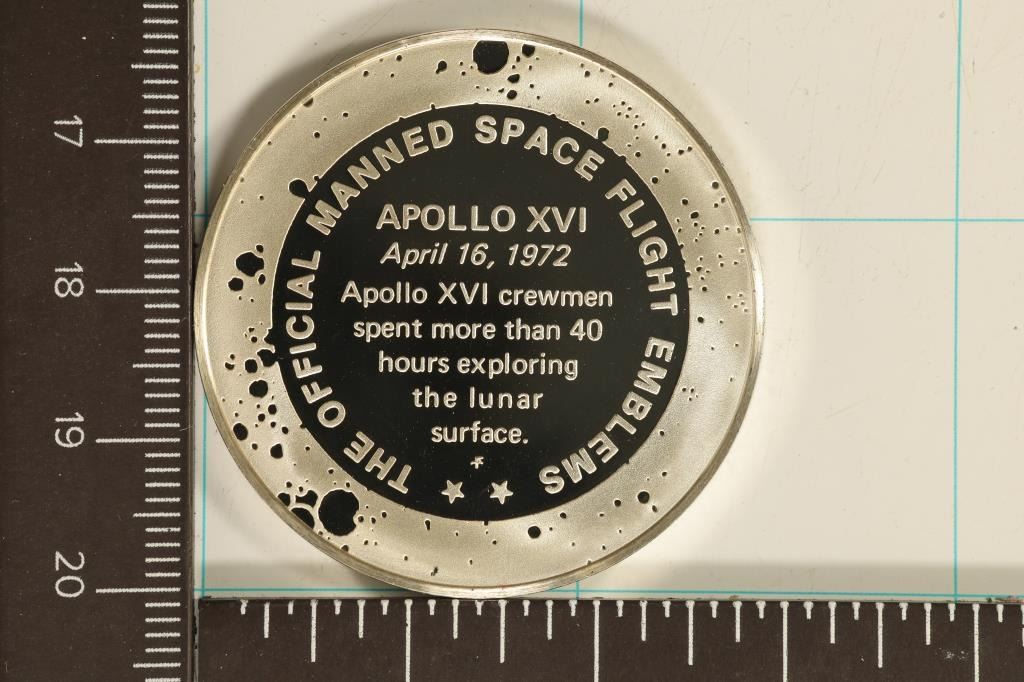 THE OFFICIAL MANNED SPACE FLIGHT EMBLEMS
APOLLO XVI
April 16, 1972
Apollo XVI crewmen
spent more than 40
hours exploring
the lunar
surface.
17
18
19
20